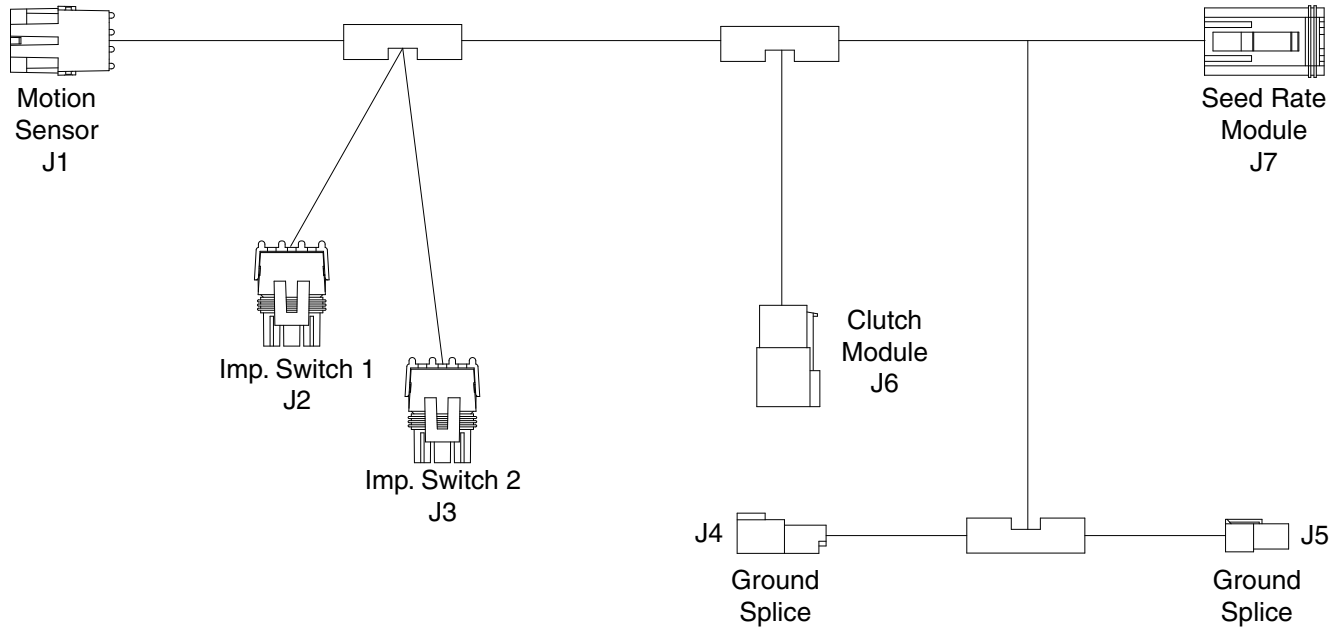 Motion
Sensor
J1
Seed Rate
Module
J7
Imp. Switch 1
J2
Clutch
Module
J6
Imp. Switch 2
J3
J4
Ground
Splice
J5
Ground
Splice